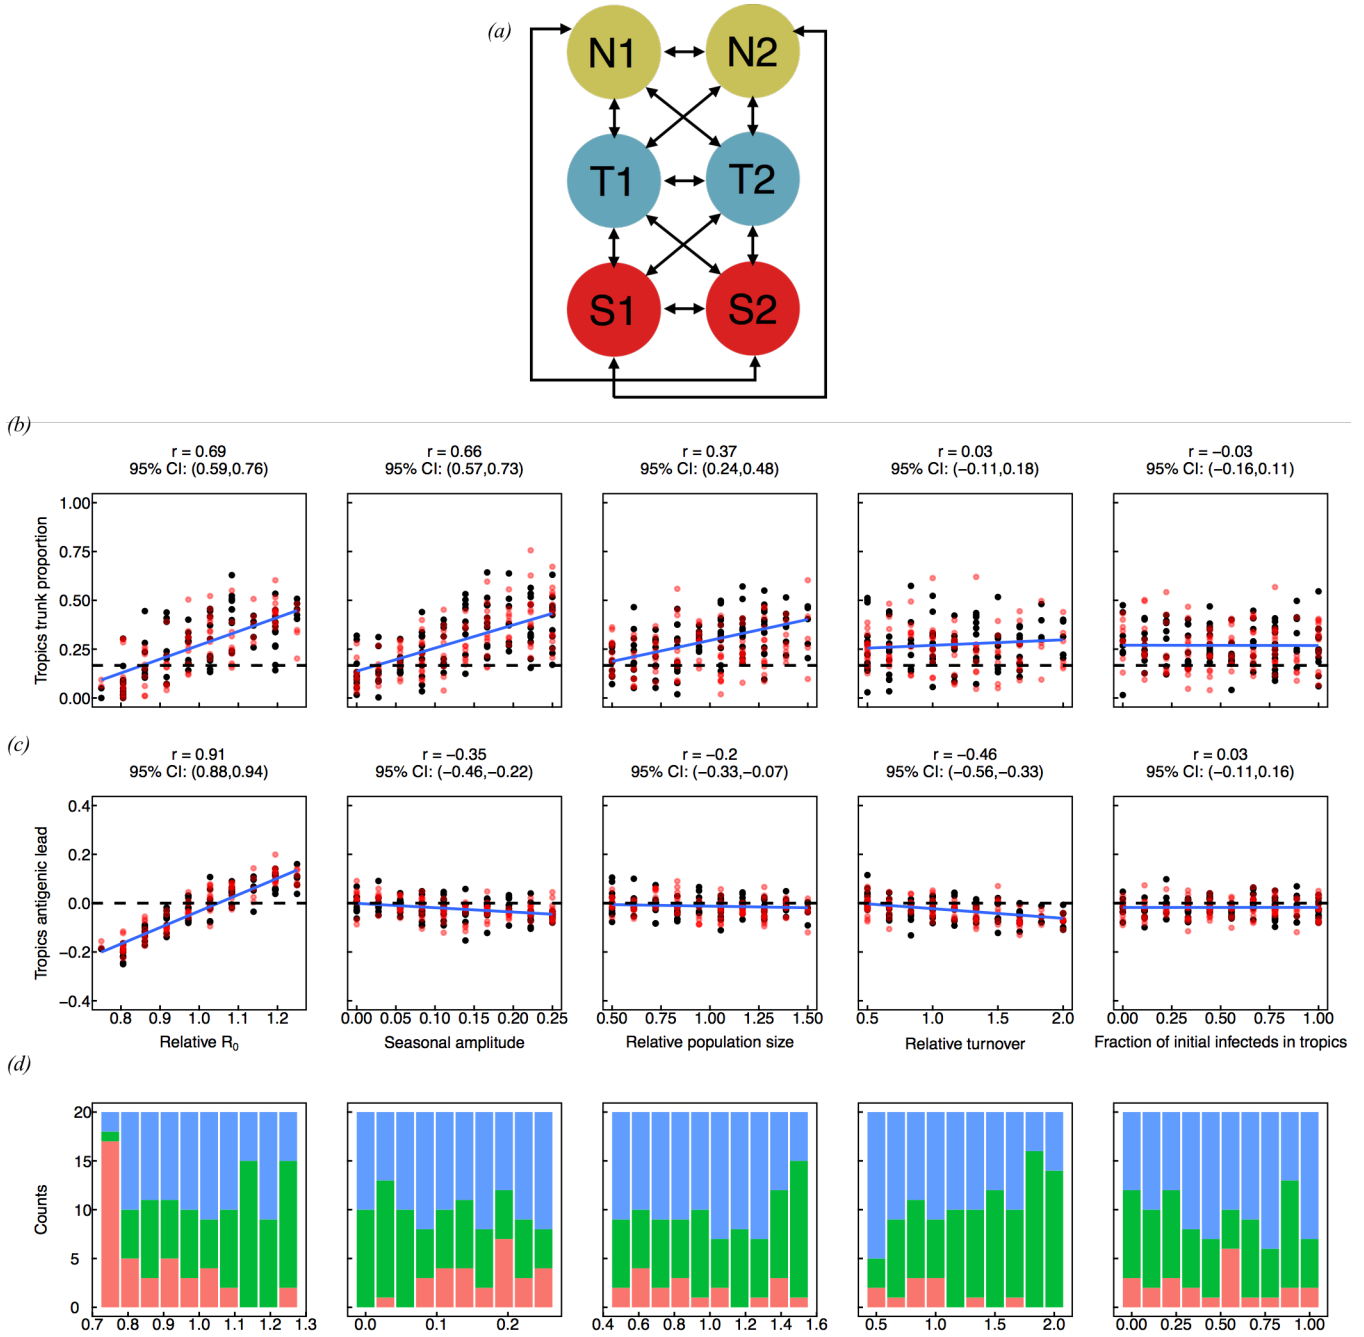 (a)
N1 N2
T1 T2
S1 S2
(b)
r = 0.69 r = 0.66 r = 0.37 r = 0.03 r = −0.03
95% CI: (0.59,0.76) 95% CI: (0.57,0.73) 95% CI: (0.24,0.48) 95% CI: (−0.11,0.18) 95% CI: (−0.16,0.11)
Tropics trunk proportion
1.00
0.75
0.50
0.25
0.00
(c)
r = 0.91 r = −0.35 r = −0.2 r = −0.46 r = 0.03
95% CI: (0.88,0.94) 95% CI: (−0.46,−0.22) 95% CI: (−0.33,−0.07) 95% CI: (−0.56,−0.33) 95% CI: (−0.11,0.16)
Tropics antigenic lead
0.4
0.2
0.0
−0.2
−0.4
0.8 0.9 1.0 1.1 1.2 0.00 0.05 0.10 0.15 0.20 0.25 0.50 0.75 1.00 1.25 1.50 0.5 1.0 1.5 2.0 0.00 0.25 0.50 0.75 1.00
Relative R0 Seasonal amplitude Relative population size Relative turnover Fraction of initial infecteds in tropics
(d)
Counts
20
15
10
5
0
0.7 0.8 0.9 1.0 1.1 1.2 1.3 0.0 0.1 0.2 0.4 0.6 0.8 1.0 1.2 1.4 1.6 0.5 1.0 1.5 2.0 0.00 0.25 0.50 0.75 1.00